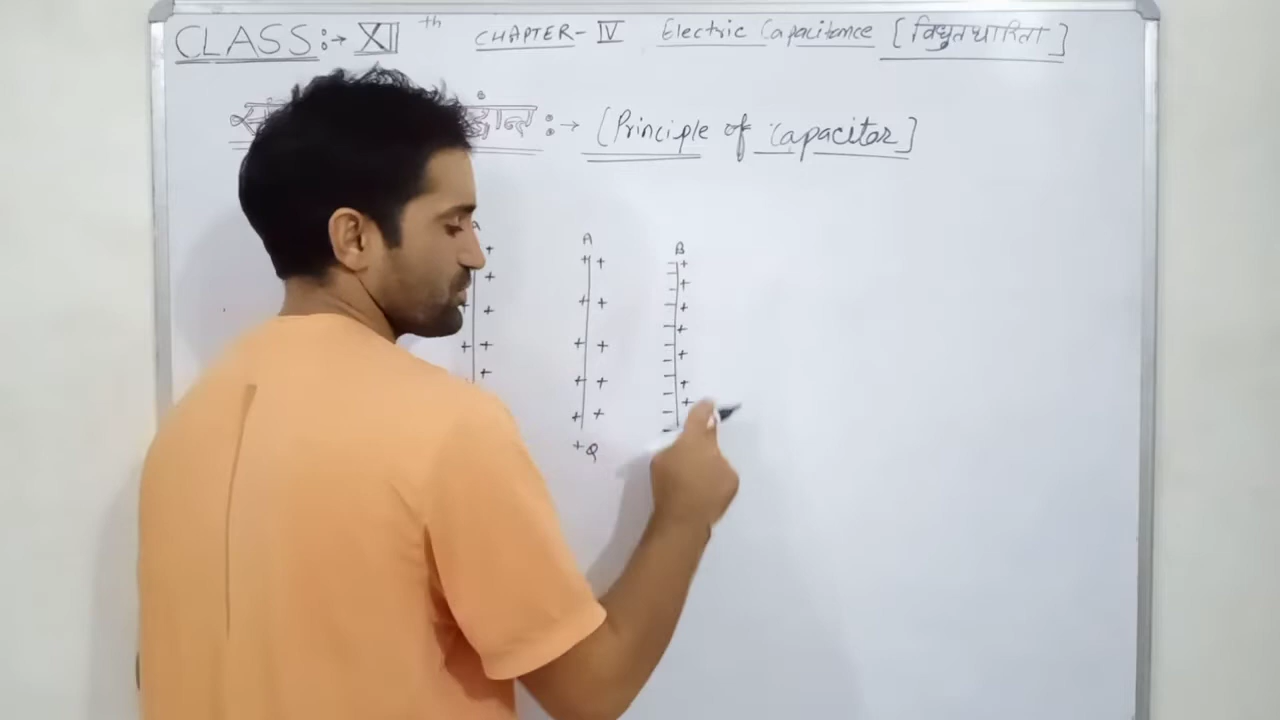 CLASS:→ XII th CHAPTER- IV Electric Capacitance [विद्युतधारिता]
:→ [Principle of Capacitor]
A
A B
+Q